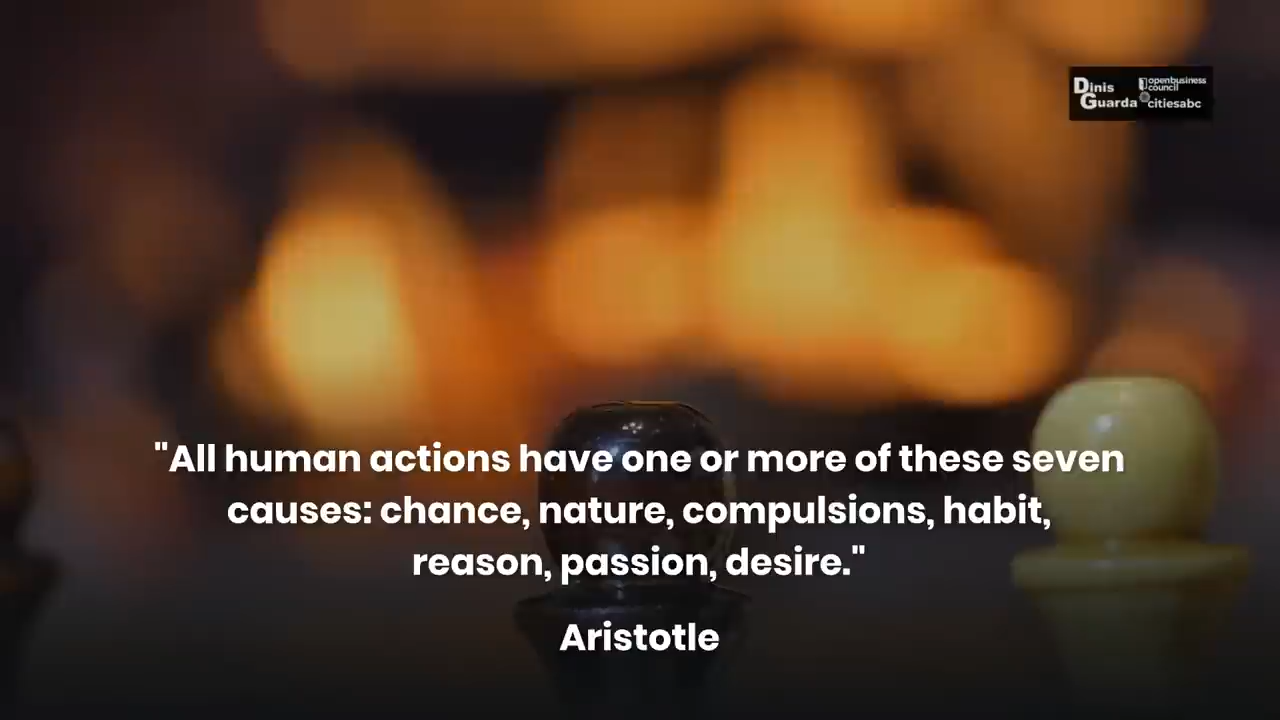 Dinis
Guarda
openbusiness
council
citiesabc
"All human actions have one or more of these seven
causes: chance, nature, compulsions, habit,
reason, passion, desire."
Aristotle